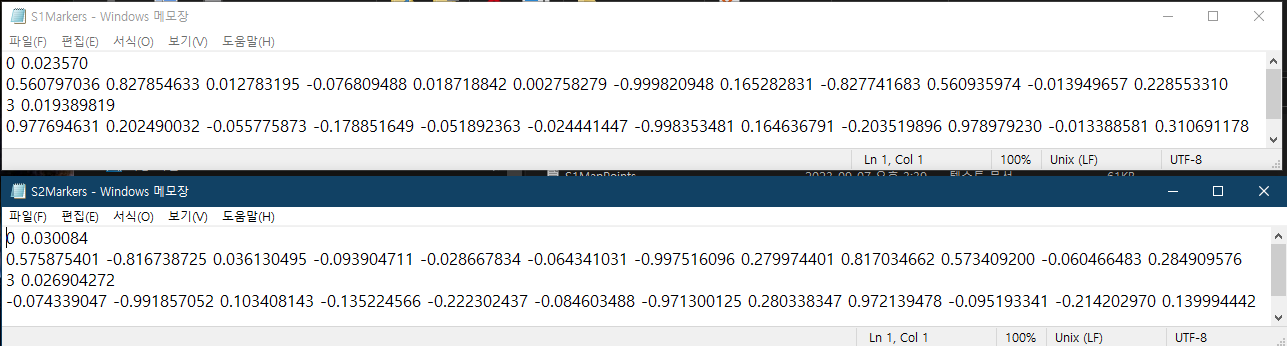 S1Markers - Windows 메모장
파일(F) 편집(E) 서식(O) 보기(V) 도움말(H)
0 0.023570
0.560797036 0.827854633 0.012783195 -0.076809488 0.018718842 0.002758279 -0.999820948 0.165282831 -0.827741683 0.560935974 -0.013949657 0.228553310
3 0.019389819
0.977694631 0.202490032 -0.055775873 -0.178851649 -0.051892363 -0.024441447 -0.998353481 0.164636791 -0.203519896 0.978979230 -0.013388581 0.310691178
Ln 1, Col 1 100% Unix (LF) UTF-8
S2Markers - Windows 메모장
파일(F) 편집(E) 서식(O) 보기(V) 도움말(H)
0 0.030084
0.575875401 -0.816738725 0.036130495 -0.093904711 -0.028667834 -0.064341031 -0.997516096 0.279974401 0.817034662 0.573409200 -0.060466483 0.284909576
3 0.026904272
-0.074339047 -0.991857052 0.103408143 -0.135224566 -0.222302437 -0.084603488 -0.971300125 0.280338347 0.972139478 -0.095193341 -0.214202970 0.139994442
Ln 1, Col 1 100% Unix (LF) UTF-8